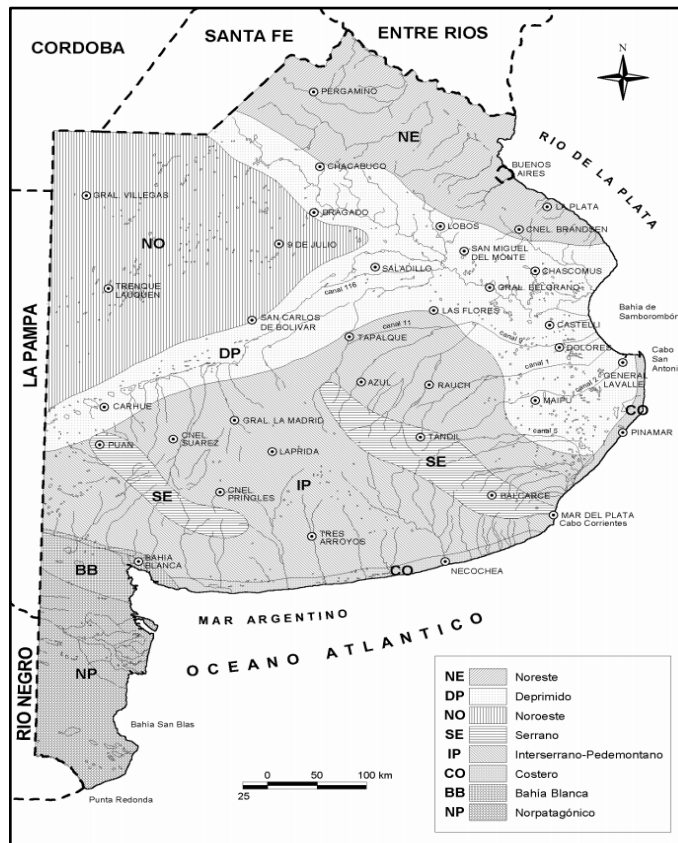 CORDOBA
SANTA FE
ENTRE RIOS
N
PERGAMINO
NE
RIO DE LA PLATA
CHACABUCO
BUENOS
AIRES
GRAL. VILLEGAS
BRAGADO
LA PLATA
LOBOS
CNEL. BRANDSEN
NO
9 DE JULIO
SAN MIGUEL
DEL MONTE
SALADILLO
CHASCOMUS
TRENQUE
LAUQUEN
GRAL. BELGRANO
canal 116
Bahía de
Samborombón
LAS FLORES
SAN CARLOS
DE BOLIVAR
canal 11
CASTELLI
TAPALQUE
canal 9
DOLORES
Cabo
San
Antoni
LA PAMPA
DP
canal 1
GENERAL
LAVALLE
AZUL
RAUCH
canal 2
MAIPU
CO
CARHUE
GRAL. LA MADRID
canal 5
PINAMAR
PUAN
CNEL
SUAREZ
TANDIL
LAPRIDA
SE
SE
IP
CNEL
PRINGLES
BALCARCE
MAR DEL PLATA
Cabo Corrientes
TRES
ARROYOS
BAHIA
BLANCA
BB
CO
NECOCHEA
MAR ARGENTINO
OCEANO ATLANTICO
RIO NEGRO
NP
Bahía San Blas
Punta Redonda
0 50 100 km
25
NE Noreste
DP Deprimido
NO Noroeste
SE Serrano
IP Interserrano-Pedemontano
CO Costero
BB Bahía Blanca
NP Norpatagónico